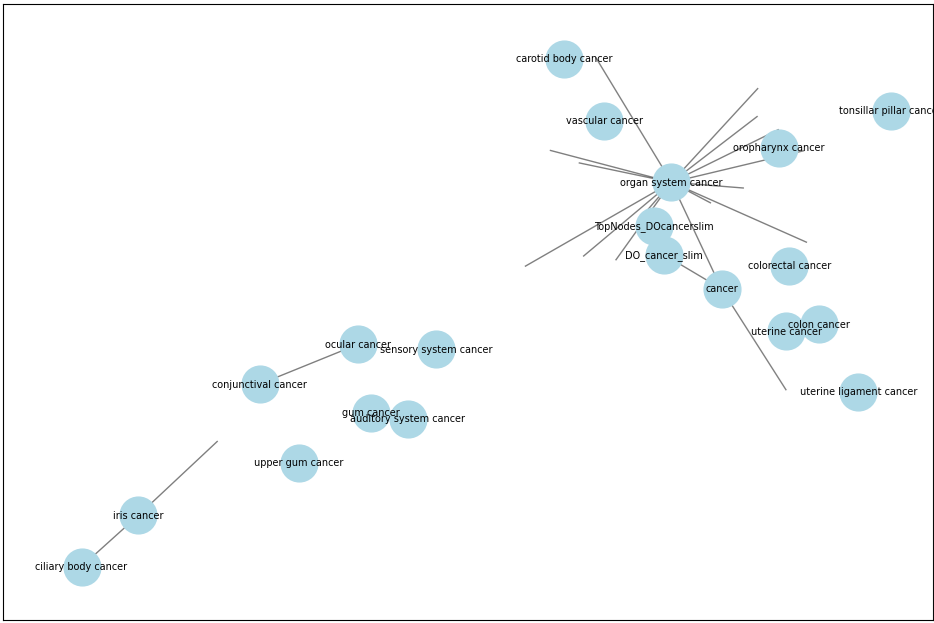 carotid body cancer
tonsillar pillar cance
vascular cancer
oropharynx cancer
organ system cancer
TopNodes_DOcancerslim
DO_cancer_slim
colorectal cancer
cancer
colon cancer
uterine cancer
ocular cancer
sensory system cancer
conjunctival cancer
uterine ligament cancer
gum cancer
auditory system cancer
upper gum cancer
iris cancer
ciliary body cancer